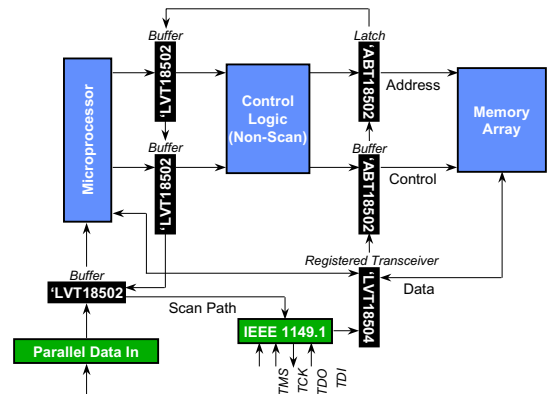 Buffer
Latch
'LVT18502
'ABT18502
Microprocessor
Control
Logic
(Non-Scan)
Address
Memory
Array
Buffer
Buffer
'LVT18502
'ABT18502
Control
Registered Transceiver
Buffer
'LVT18502
'LVT18504
Data
Scan Path
IEEE 1149.1
Parallel Data In
TMS
TCK
TDO
TDI